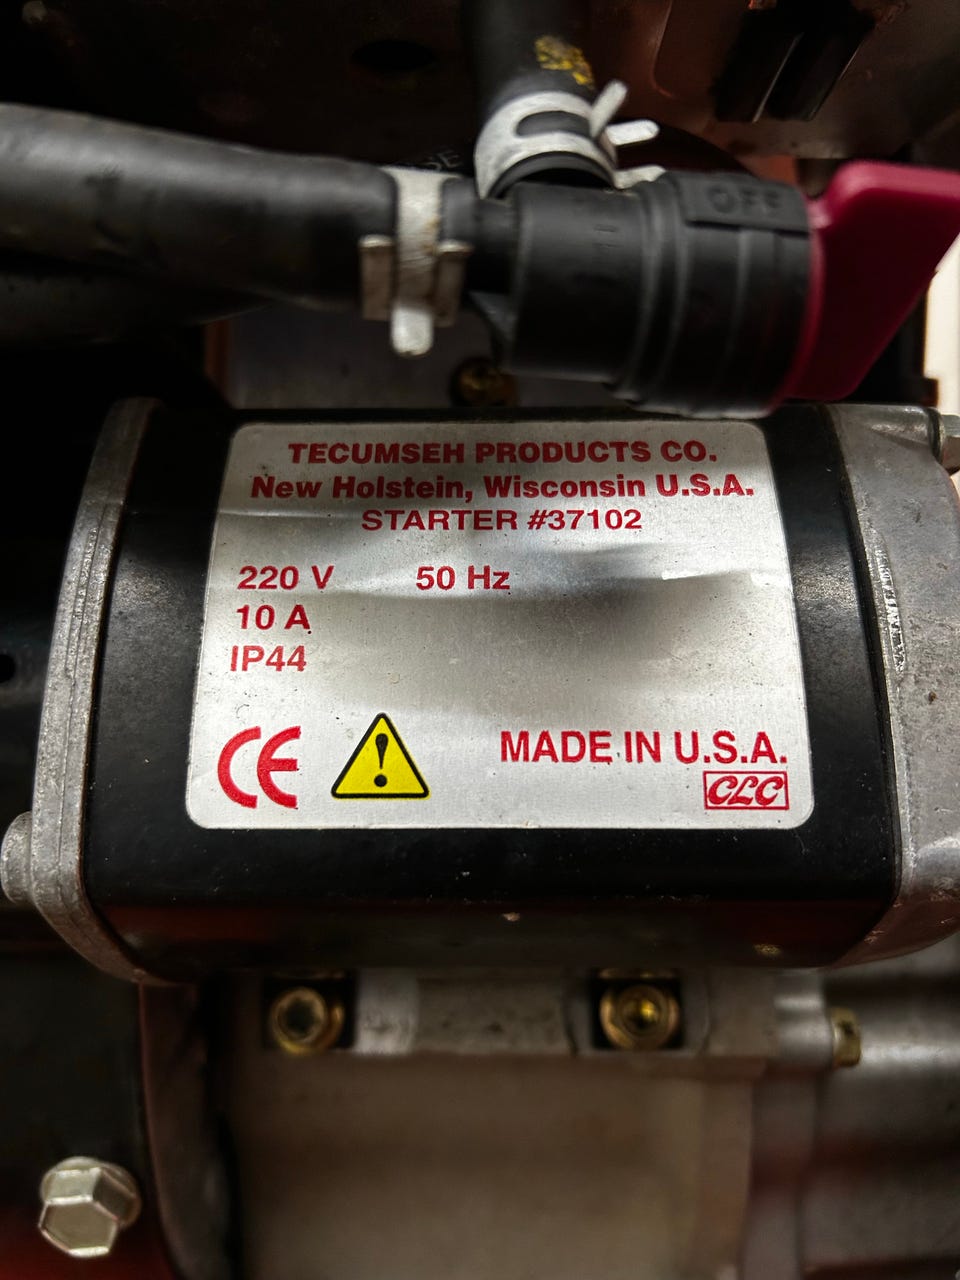 OFF
TECUMSEH PRODUCTS CO.
New Holstein, Wisconsin U.S.A.
STARTER #37102
220 V 50 Hz
10 A
IP44
CE
MADE IN U.S.A.
CLC